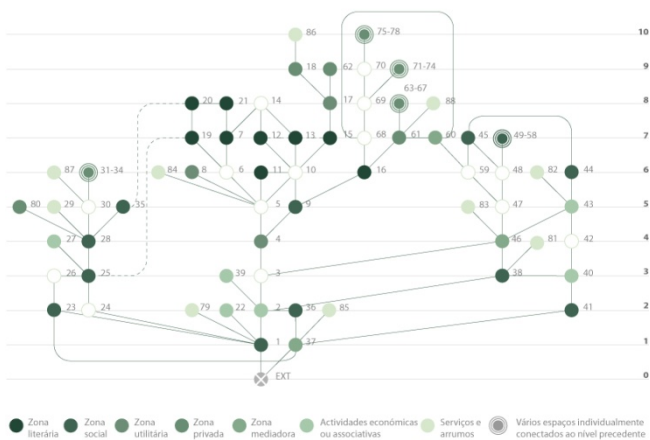 86 75-78 10
18 62 70 71-74 9
63-67
20 21 14 17 69 88 8
19 7 12 13 15 68 61 60 45 49-58 7
87 31-34 84 8 6 11 10 16 59 48 82 44 6
80 29 30 35 5 9 83 47 43 5
27 28 4 46 81 42 4
26 25 39 3 38 40 3
23 24 79 22 2 36 85 41 2
1 37 1
EXT 0
Zona literária
Zona social
Zona utilitária
Zona privada
Zona mediadora
Actividades económicas ou associativas
Serviços e arrumos
Vários espaços individualmente conectados ao nível precedente